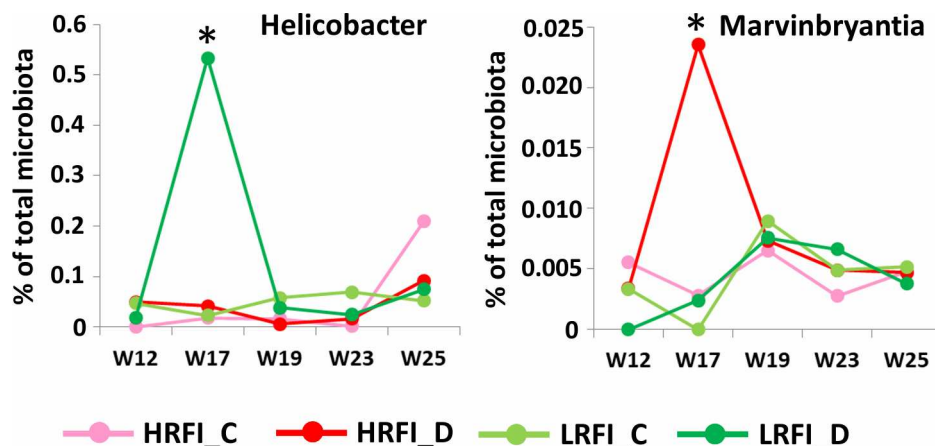 Helicobacter
*
% of total microbiota
0.6
0.5
0.4
0.3
0.2
0.1
0
W12 W17 W19 W23 W25
Marvinbryantia
*
% of total microbiota
0.025
0.020
0.015
0.010
0.005
0
W12 W17 W19 W23 W25
HRFI_C HRFI_D LRFI_C LRFI_D